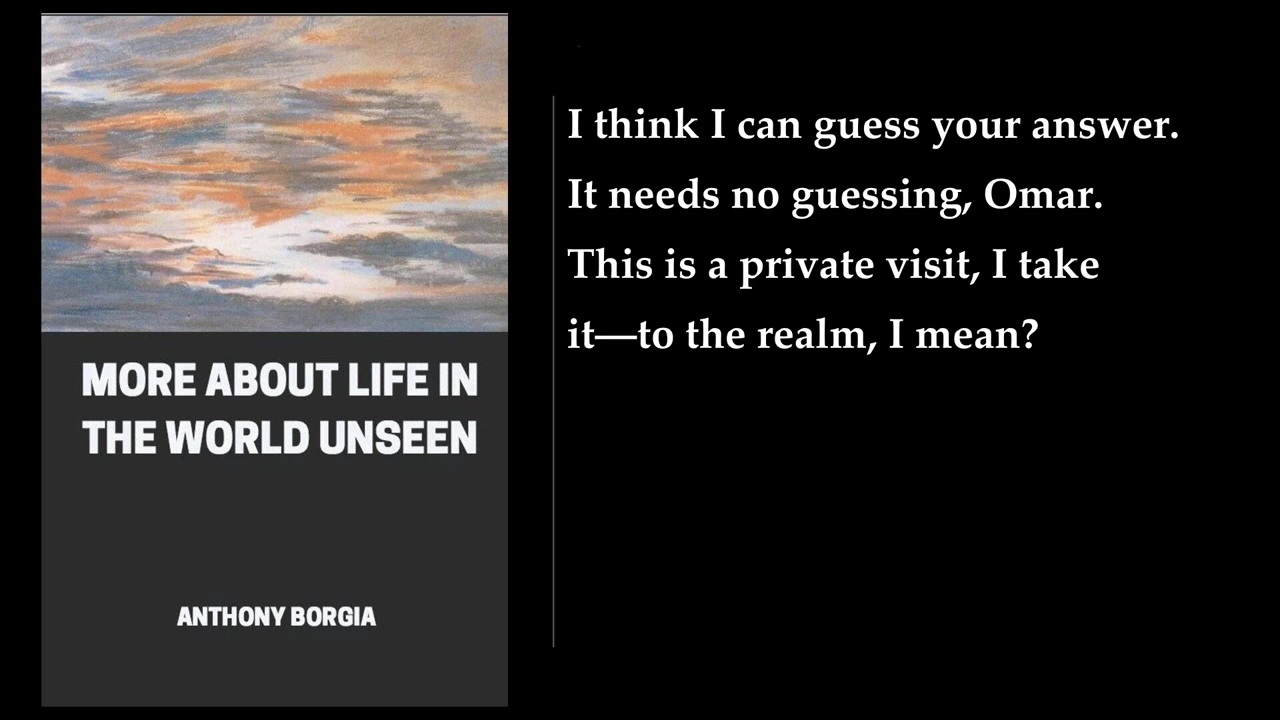 MORE ABOUT LIFE IN
THE WORLD UNSEEN
ANTHONY BORGIA
I think I can guess your answer.
It needs no guessing, Omar.
This is a private visit, I take
it—to the realm, I mean?